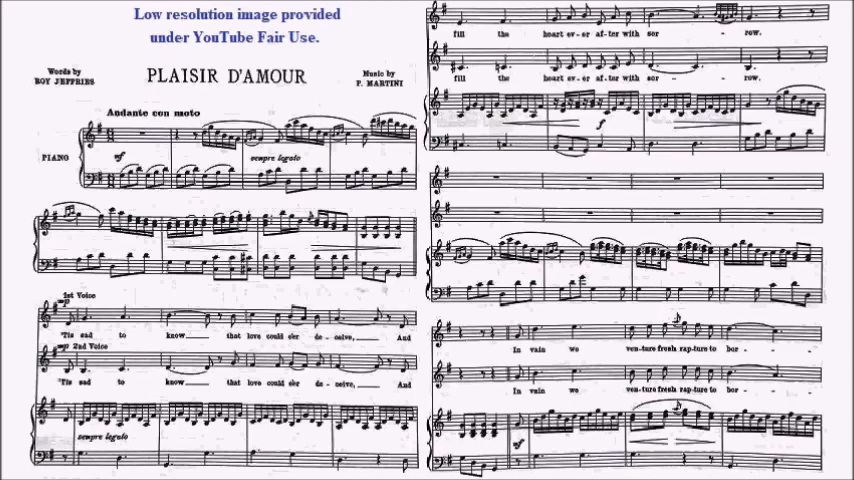 Low resolution image provided
under YouTube Fair Use.
Words by
ROY JEFFRIES
PLAISIR D'AMOUR
Music by
P. MARTINI
Andante con moto
PIANO
mf
sempre legato
1st Voice
mp
'Tis sad to know that love could e'er de - ceive, And
mp 2nd Voice
'Tis sad to know that love could e'er de - ceive, And
sempre legato
fill the heart ev - er af - ter with sor - row.
fill the heart ev - er af - ter with sor - row.
f
In vain we ven - ture fresh rap - ture to bor -
In vain we ven - ture fresh rap - ture to bor -
mf